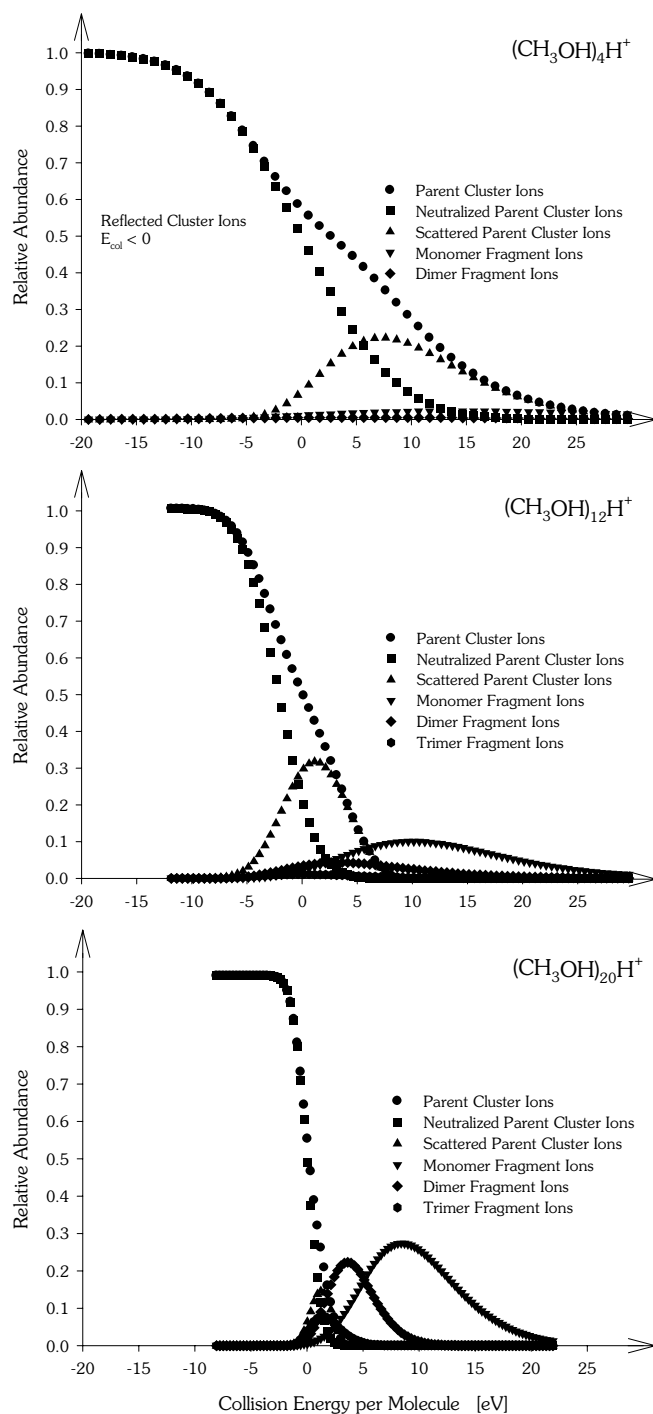 (CH₃OH)₄H⁺
1.0
0.9
0.8
0.7
0.6
0.5
0.4
0.3
0.2
0.1
0.0
Relative Abundance
Reflected Cluster Ions
E_col < 0
Parent Cluster Ions
Neutralized Parent Cluster Ions
Scattered Parent Cluster Ions
Monomer Fragment Ions
Dimer Fragment Ions
-20 -15 -10 -5 0 5 10 15 20 25
(CH₃OH)₁₂H⁺
1.0
0.9
0.8
0.7
0.6
0.5
0.4
0.3
0.2
0.1
0.0
Relative Abundance
Parent Cluster Ions
Neutralized Parent Cluster Ions
Scattered Parent Cluster Ions
Monomer Fragment Ions
Dimer Fragment Ions
Trimer Fragment Ions
-20 -15 -10 -5 0 5 10 15 20 25
(CH₃OH)₂₀H⁺
1.0
0.9
0.8
0.7
0.6
0.5
0.4
0.3
0.2
0.1
0.0
Relative Abundance
Parent Cluster Ions
Neutralized Parent Cluster Ions
Scattered Parent Cluster Ions
Monomer Fragment Ions
Dimer Fragment Ions
Trimer Fragment Ions
-20 -15 -10 -5 0 5 10 15 20 25
Collision Energy per Molecule [eV]